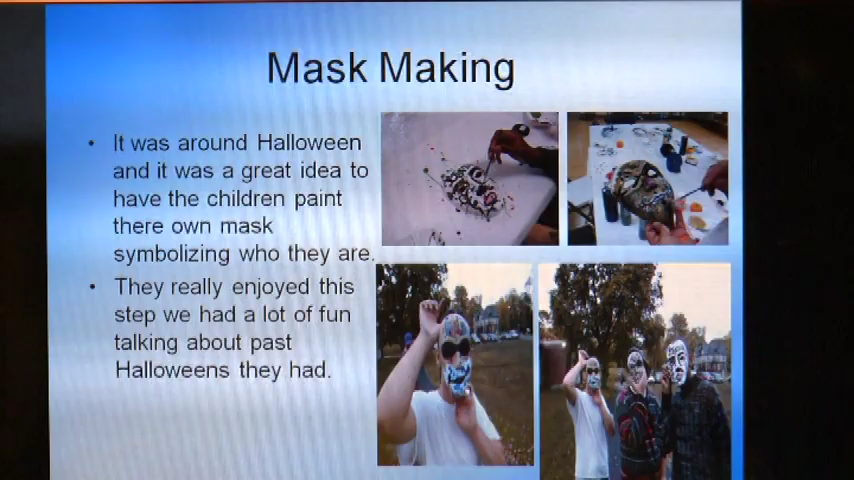 Mask Making
• It was around Halloween
and it was a great idea to
have the children paint
there own mask
symbolizing who they are.
• They really enjoyed this
step we had a lot of fun
talking about past
Halloweens they had.